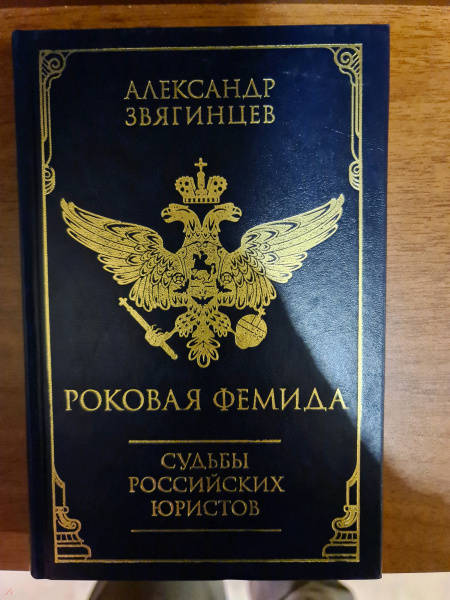 АЛЕКСАНДР
ЗВЯГИНЦЕВ
РОКОВАЯ ФЕМИДА
СУДЬБЫ
РОССИЙСКИХ
ЮРИСТОВ